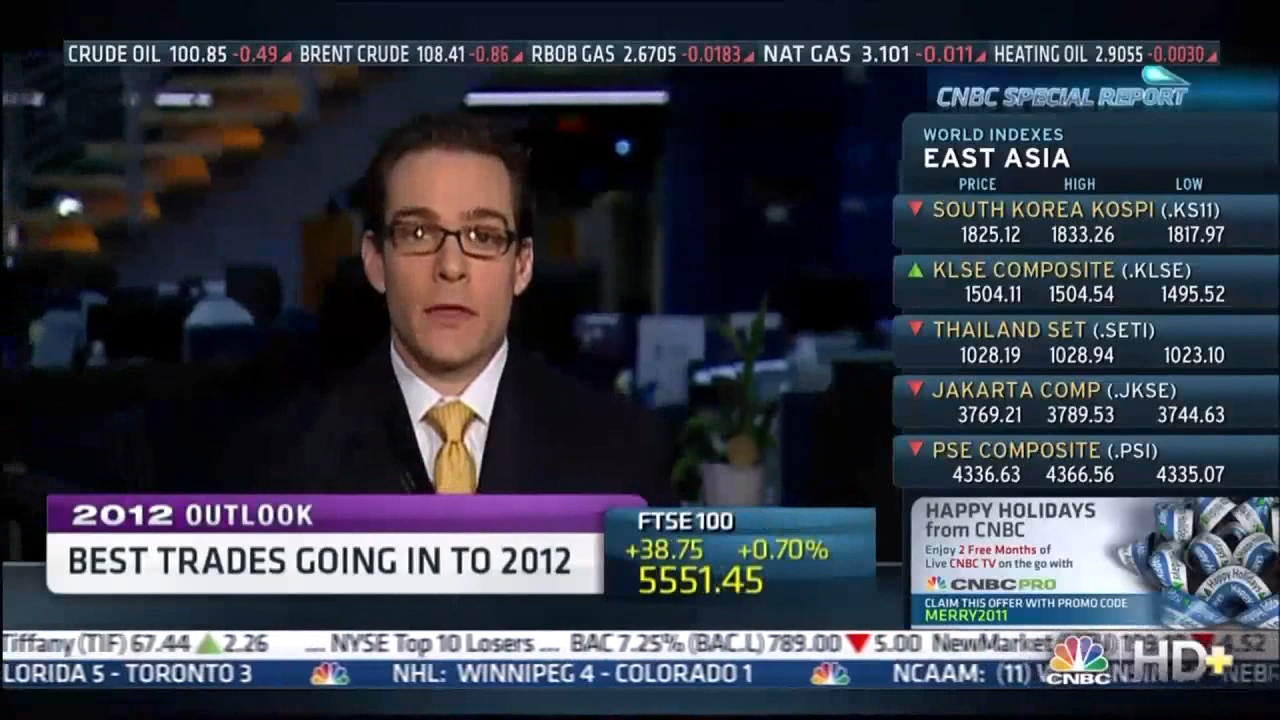 CRUDE OIL 100.85 -0.49 BRENT CRUDE 108.41 -0.86 RBOB GAS 2.6705 -0.0183 NAT GAS 3.101 -0.011 HEATING OIL 2.9055 -0.0030
CNBC SPECIAL REPORT
WORLD INDEXES
EAST ASIA
PRICE HIGH LOW
SOUTH KOREA KOSPI (.KS11)
1825.12 1833.26 1817.97
KLSE COMPOSITE (.KLSE)
1504.11 1504.54 1495.52
THAILAND SET (.SETI)
1028.19 1028.94 1023.10
JAKARTA COMP (.JKSE)
3769.21 3789.53 3744.63
PSE COMPOSITE (.PSI)
4336.63 4366.56 4335.07
2012 OUTLOOK
BEST TRADES GOING IN TO 2012
FTSE 100
+38.75 +0.70%
5551.45
HAPPY HOLIDAYS
from CNBC
Enjoy 2 Free Months of
Live CNBC TV on the go with
CNBC PRO
CLAIM THIS OFFER WITH PROMO CODE
MERRY2011
Tiffany (TIF) 67.44 2.26 ... NYSE Top 10 Losers ... BAC 7.25% (BAC.L) 789.00 5.00 NewMarket
LORIDA 5 - TORONTO 3 NHL: WINNIPEG 4 - COLORADO 1 NCAAM: (11)
CNBC HD+